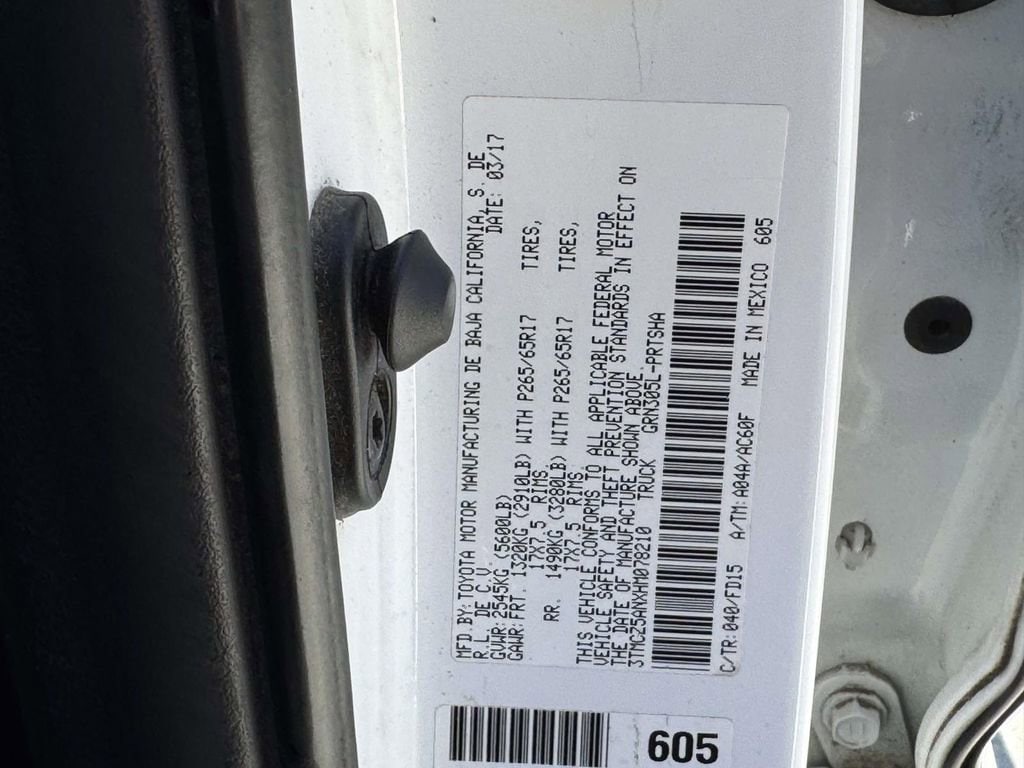 MFD BY: TOYOTA MOTOR MANUFACTURING DE BAJA CALIFORNIA, S. DE
R.L. DE C.V. DATE: 03/17
GVWR: 2545KG (5600LB)
GAWR: FRT. 1320KG (2910LB) WITH P265/65R17 TIRES,
17X7.5 RIMS
RR. 1490KG (3280LB) WITH P265/65R17 TIRES,
17X7.5 RIMS.
THIS VEHICLE CONFORMS TO ALL APPLICABLE FEDERAL MOTOR
VEHICLE SAFETY AND THEFT PREVENTION STANDARDS IN EFFECT ON
THE DATE OF MANUFACTURE SHOWN ABOVE.
3TMCZ5ANXHM078210 TRUCK GRN305L-PRTSHA
C/TR: 040/FD15 A/TM: A04A/AC60F MADE IN MEXICO 605
605